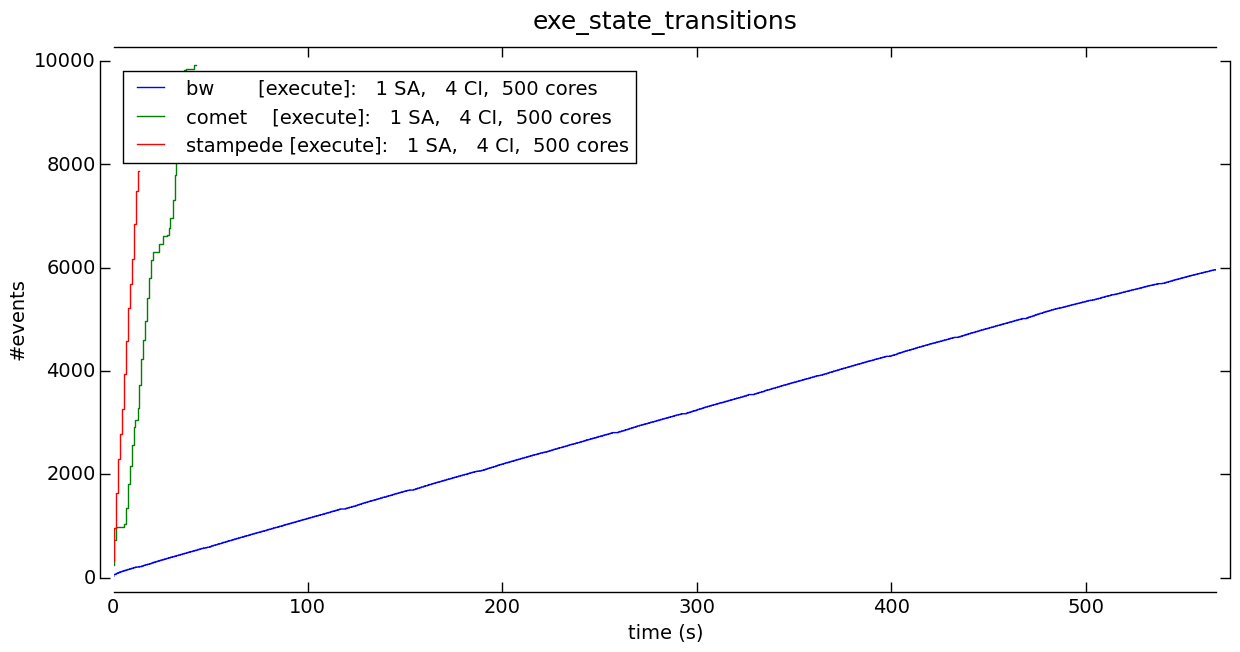 exe_state_transitions
10000
8000
6000
4000
2000
0
#events
bw [execute]: 1 SA, 4 CI, 500 cores
comet [execute]: 1 SA, 4 CI, 500 cores
stampede [execute]: 1 SA, 4 CI, 500 cores
0 100 200 300 400 500
time (s)